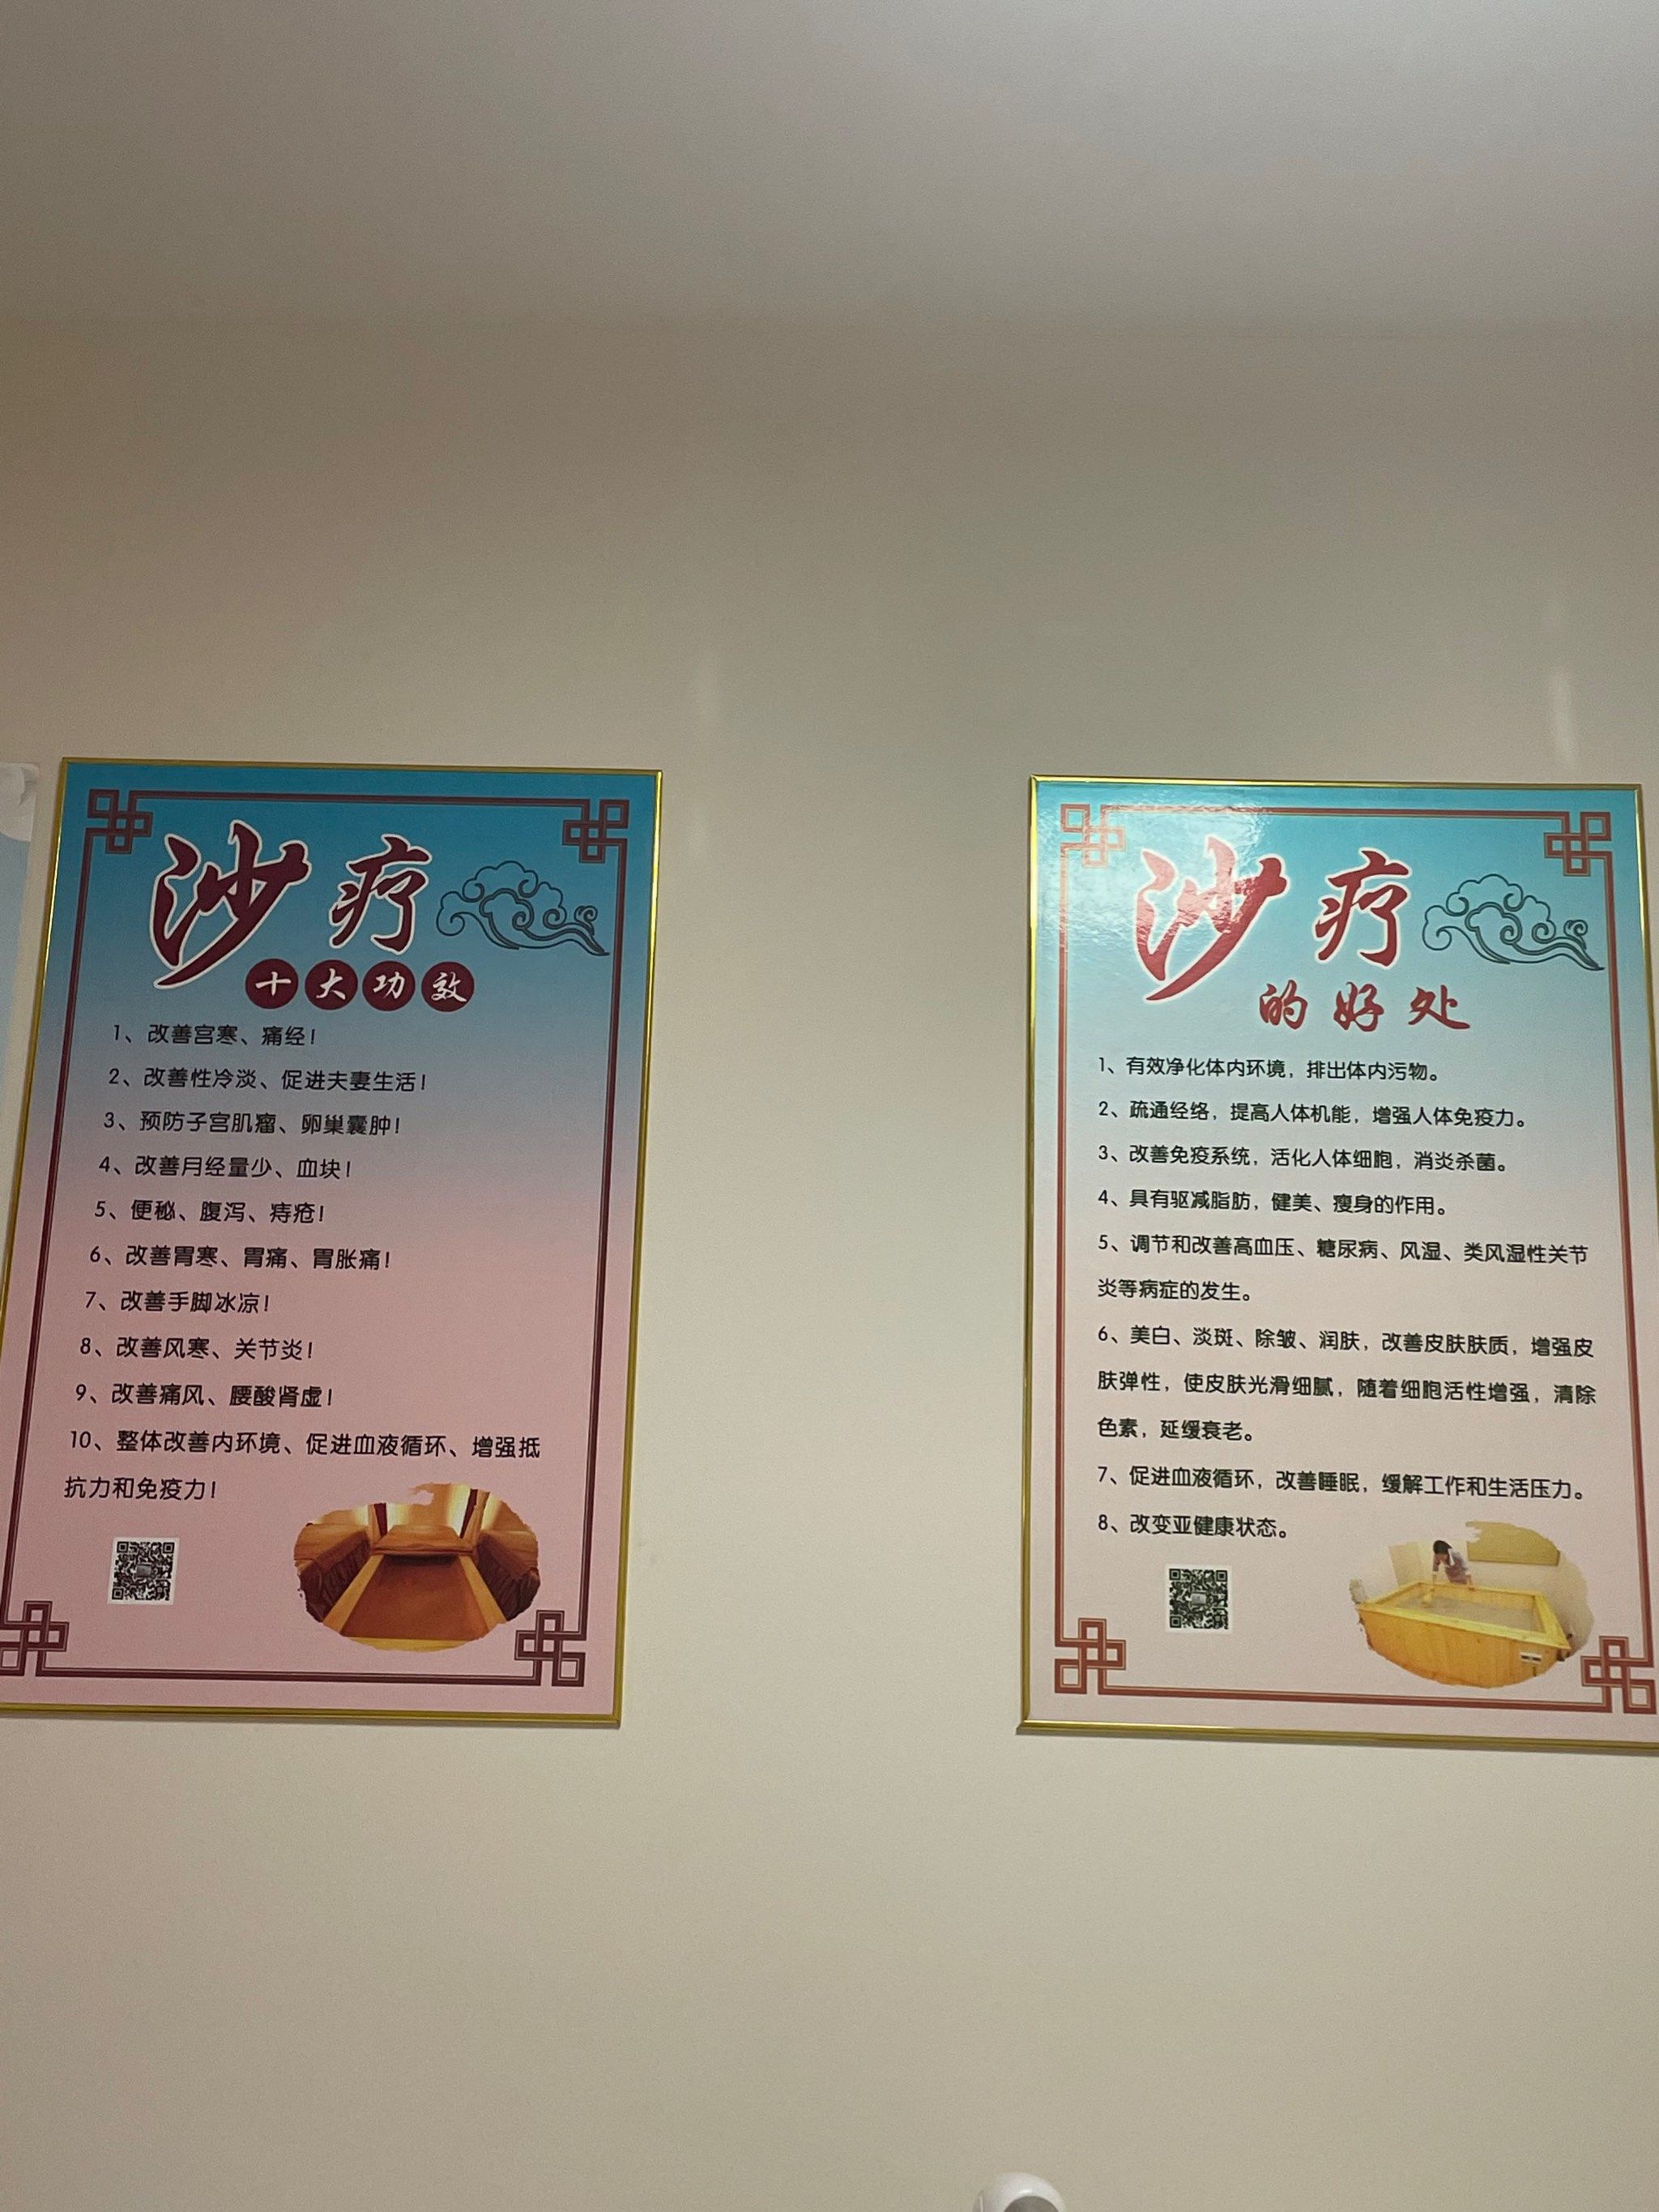 沙疗
十大功效
1、改善宫寒、痛经！
2、改善性冷淡、促进夫妻生活！
3、预防子宫肌瘤、卵巢囊肿！
4、改善月经量少、血块！
5、便秘、腹泻、痔疮！
6、改善胃寒、胃痛、胃胀痛！
7、改善手脚冰凉！
8、改善风寒、关节炎！
9、改善痛风、腰酸肾虚！
10、整体改善内环境、促进血液循环、增强抵
抗力和免疫力！
沙疗
的好处
1、有效净化体内环境，排出体内污物。
2、疏通经络，提高人体机能，增强人体免疫力。
3、改善免疫系统，活化人体细胞，消炎杀菌。
4、具有驱减脂肪，健美、瘦身的作用。
5、调节和改善高血压、糖尿病、风湿、类风湿性关节
炎等病症的发生。
6、美白、淡斑、除皱、润肤，改善皮肤肤质，增强皮
肤弹性，使皮肤光滑细腻，随着细胞活性增强，清除
色素，延缓衰老。
7、促进血液循环，改善睡眠，缓解工作和生活压力。
8、改变亚健康状态。